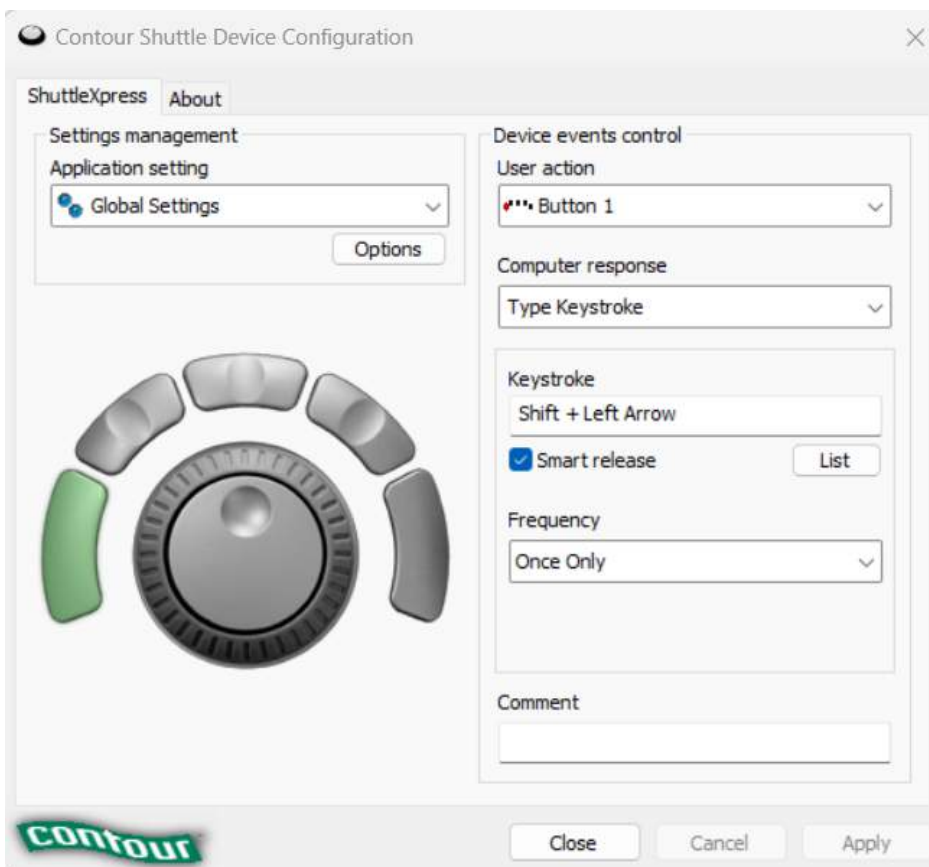 Contour Shuttle Device Configuration
ShuttleXpress
About
Settings management
Application setting
Global Settings
Options
Device events control
User action
Button 1
Computer response
Type Keystroke
Keystroke
Shift + Left Arrow
Smart release
List
Frequency
Once Only
Comment
contour
Close
Cancel
Apply